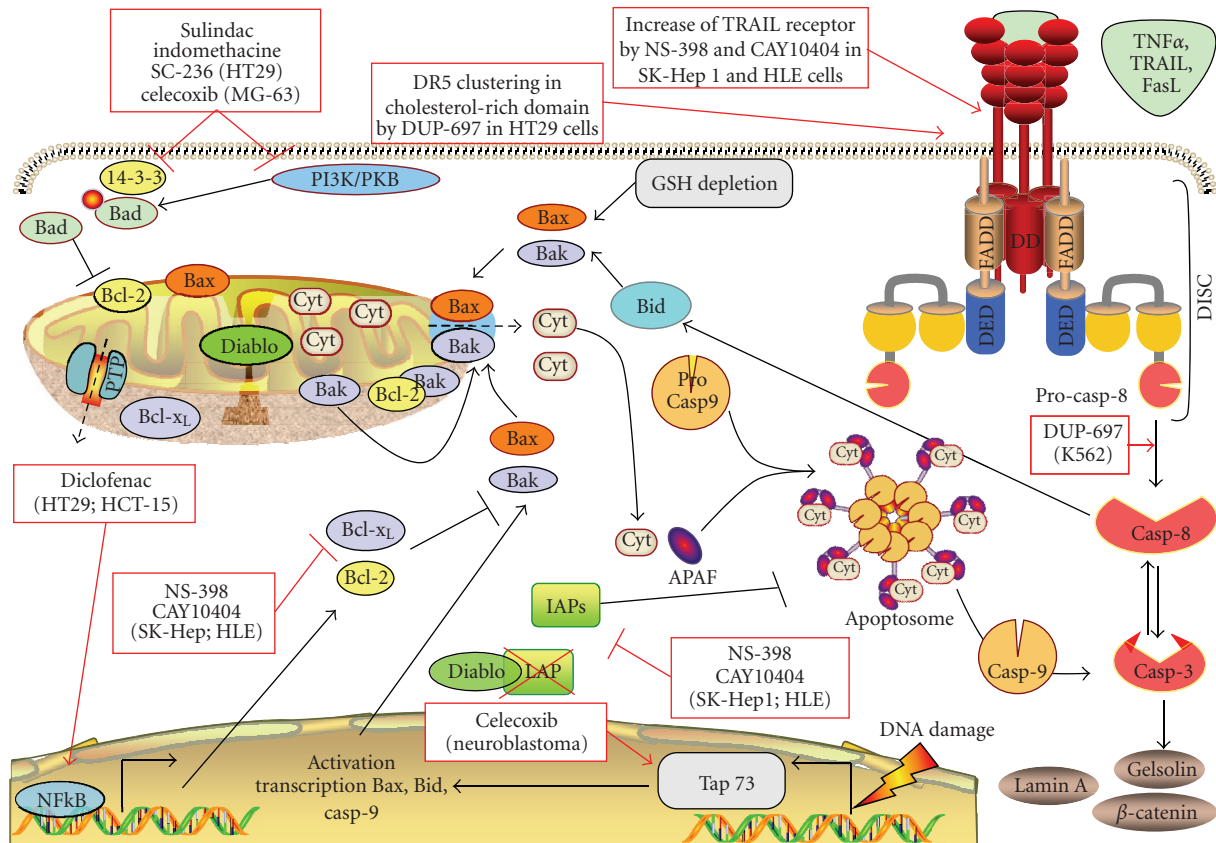 Sulindac
indomethacine
SC-236 (HT29)
celecoxib (MG-63)
Increase of TRAIL receptor
by NS-398 and CAY10404 in
SK-Hep 1 and HLE cells
DR5 clustering in
cholesterol-rich domain
by DUP-697 in HT29 cells
TNFα,
TRAIL,
FasL
14-3-3
Bad
PI3K/PKB
GSH depletion
Bad
Bax
Bak
FADD
DD
FADD
DED
DED
DISC
Bcl-2
Bax
Cyt
Cyt
Cyt
Diablo
Bax
Bak
Cyt
Cyt
Bid
PTP
Bcl-xL
Bak
Bcl-2
Bak
Pro
Casp9
Pro-casp-8
DUP-697
(K562)
Bax
Bak
Diclofenac
(HT29; HCT-15)
Cyt
Cyt
Cyt
Cyt
Cyt
Cyt
Cyt
Apoptosome
Casp-8
Bcl-xL
Bcl-2
Cyt
APAF
NS-398
CAY10404
(SK-Hep; HLE)
IAPs
Diablo
LAP
NS-398
CAY10404
(SK-Hep1; HLE)
Casp-9
Casp-3
Celecoxib
(neuroblastoma)
DNA damage
Activation
transcription Bax, Bid,
casp-9
Tap 73
NFkB
Lamin A
Gelsolin
β-catenin